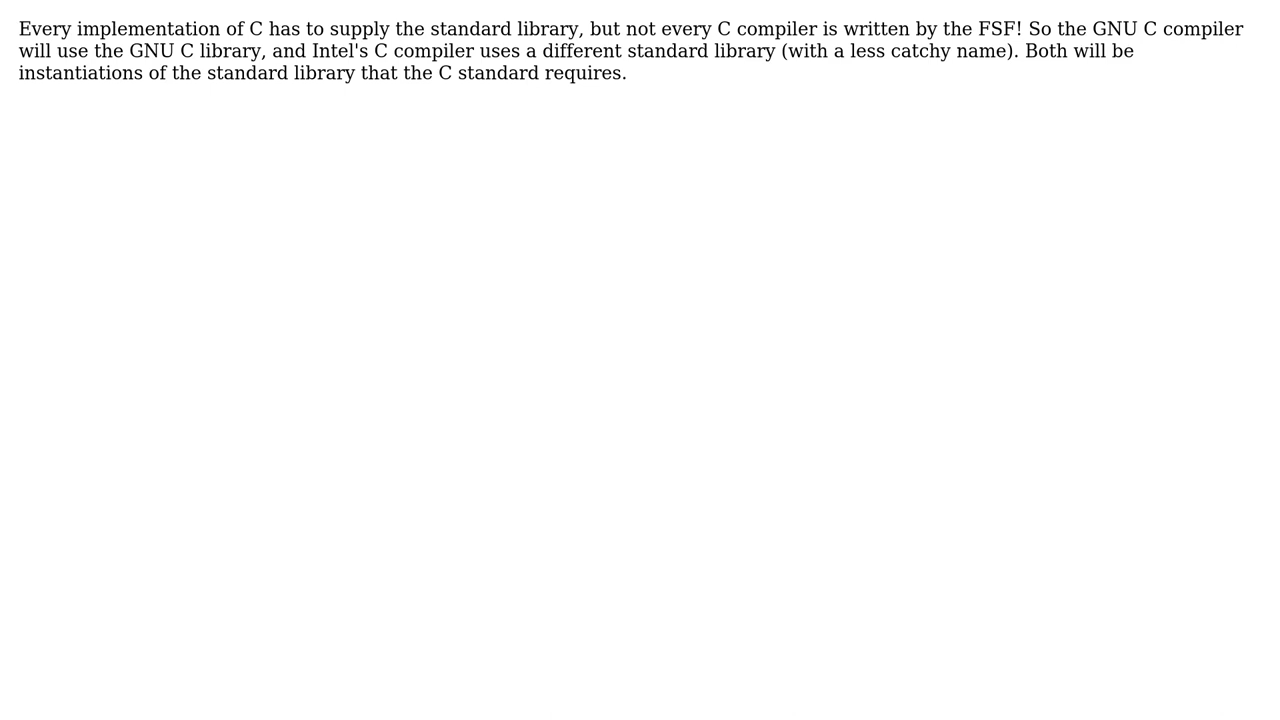 Every implementation of C has to supply the standard library, but not every C compiler is written by the FSF! So the GNU C compiler
will use the GNU C library, and Intel's C compiler uses a different standard library (with a less catchy name). Both will be
instantiations of the standard library that the C standard requires.